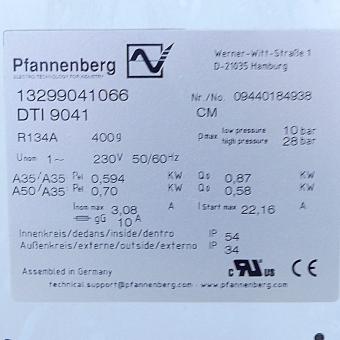 Pfannenberg
ELECTRO-TECHNOLOGY FOR INDUSTRY
Werner-Witt-Straße 1
D-21035 Hamburg
13299041066 Nr./No. 09440184938
DTI 9041 CM
R134A 400g pmax low pressure 10 bar
high pressure 28 bar
Unom 1~ 230V 50/60Hz
A35/A35 Pel 0,594 KW Qo 0,87 KW
A50/A35 Pel 0,70 KW Qo 0,58 KW
Inom max 3,08 A I Start max 22,16 A
gG 10A
Innenkreis/dedans/inside/dentro IP 54
Außenkreis/externe/outside/externo IP 34
Assembled in Germany
c RU US CE
technical.support@pfannenberg.com - www.pfannenberg.com